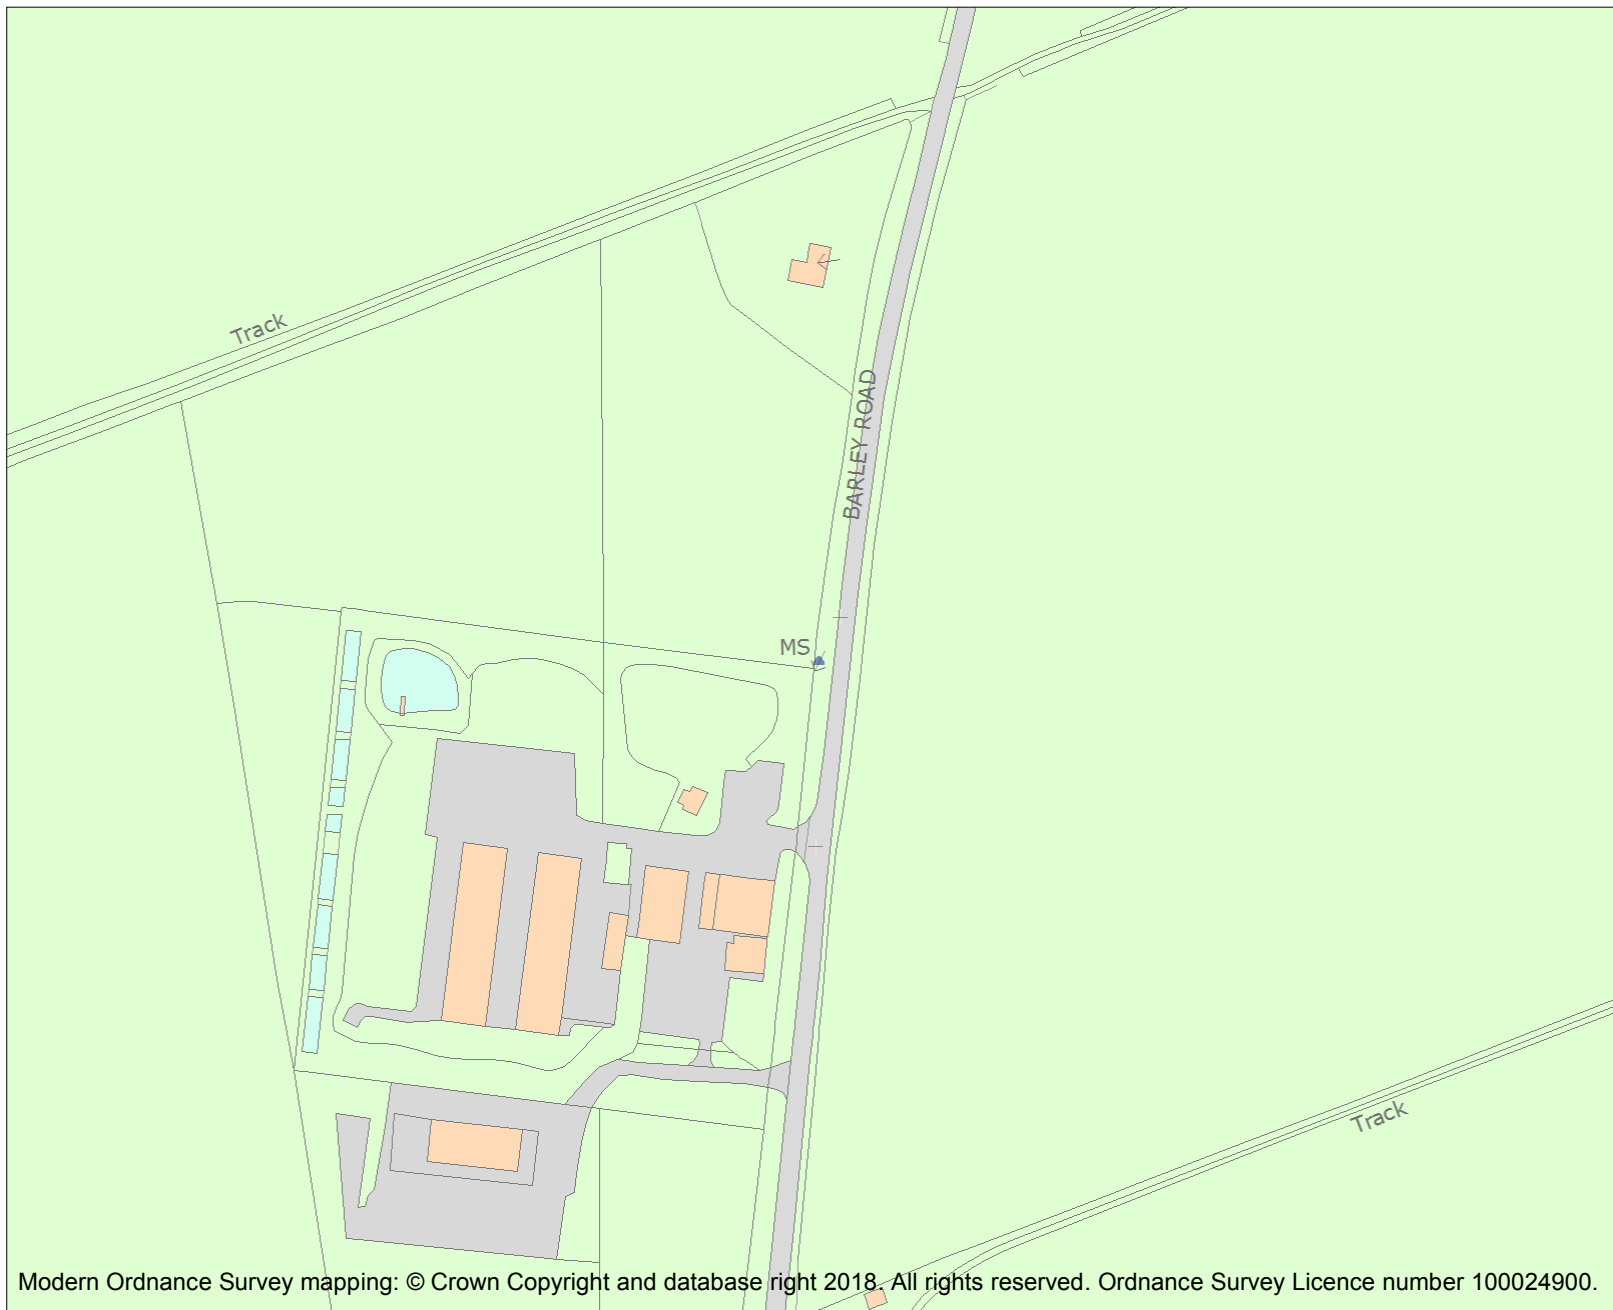 Track
BARLEY ROAD
MS
Track
Modern Ordnance Survey mapping: © Crown Copyright and database right 2018. All rights reserved. Ordnance Survey Licence number 100024900.